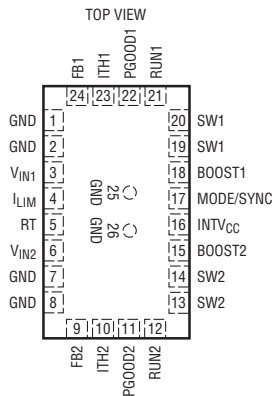 TOP VIEW
FB1
ITH1
PGOOD1
RUN1
24 23 22 21
GND 1 20 SW1
GND 2 19 SW1
VIN1 3 18 BOOST1
ILIM 4 17 MODE/SYNC
RT 5 16 INTVCC
VIN2 6 15 BOOST2
GND 7 14 SW2
GND 8 13 SW2
25
GND
26
GND
9 10 11 12
FB2
ITH2
PGOOD2
RUN2